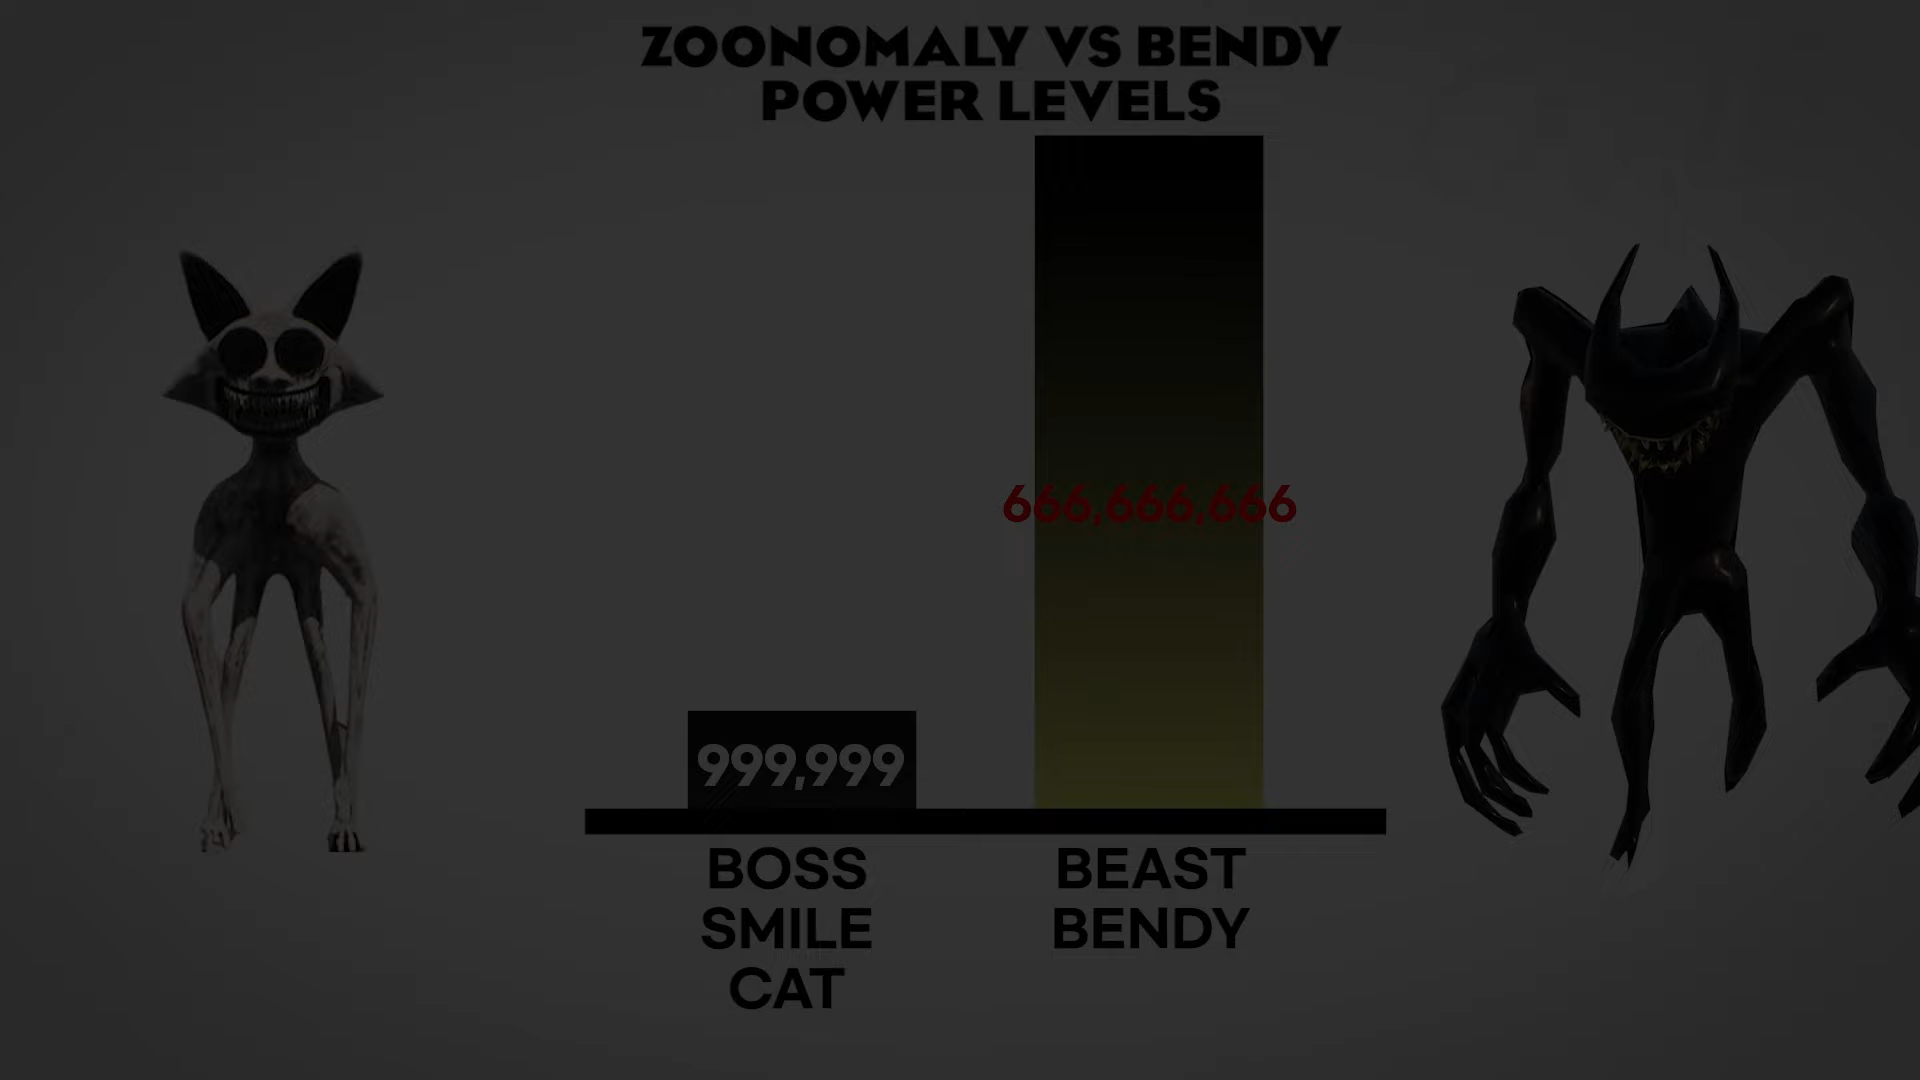 ZOONOMALY VS BENDY
POWER LEVELS
666,666,666
999,999
BOSS
SMILE
CAT
BEAST
BENDY